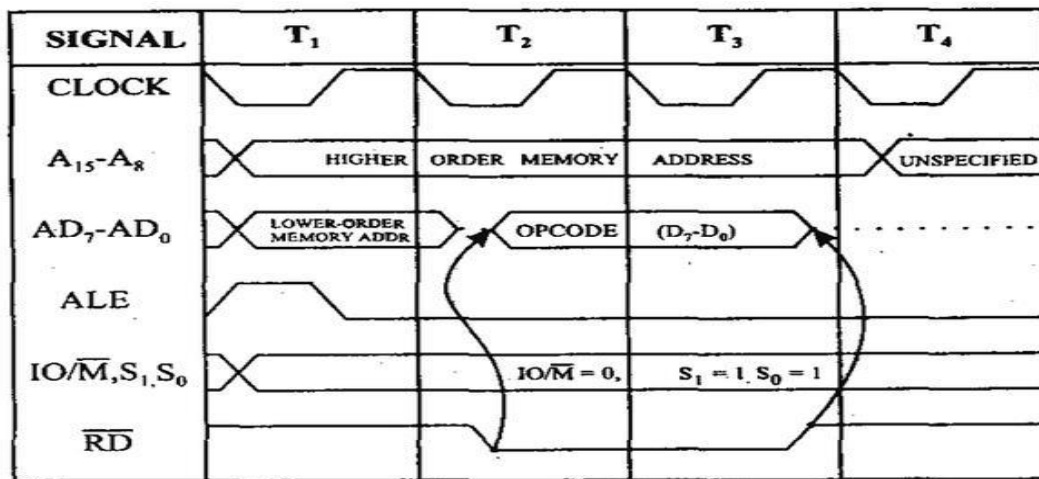 SIGNAL T₁ T₂ T₃ T₄
CLOCK
A₁₅-A₈ HIGHER ORDER MEMORY ADDRESS UNSPECIFIED
AD₇-AD₀ LOWER-ORDER MEMORY ADDR OPCODE (D₇-D₀)
ALE
IO/M̅,S₁,S₀ IO/M̅ = 0, S₁ = 1, S₀ = 1
R̅D̅